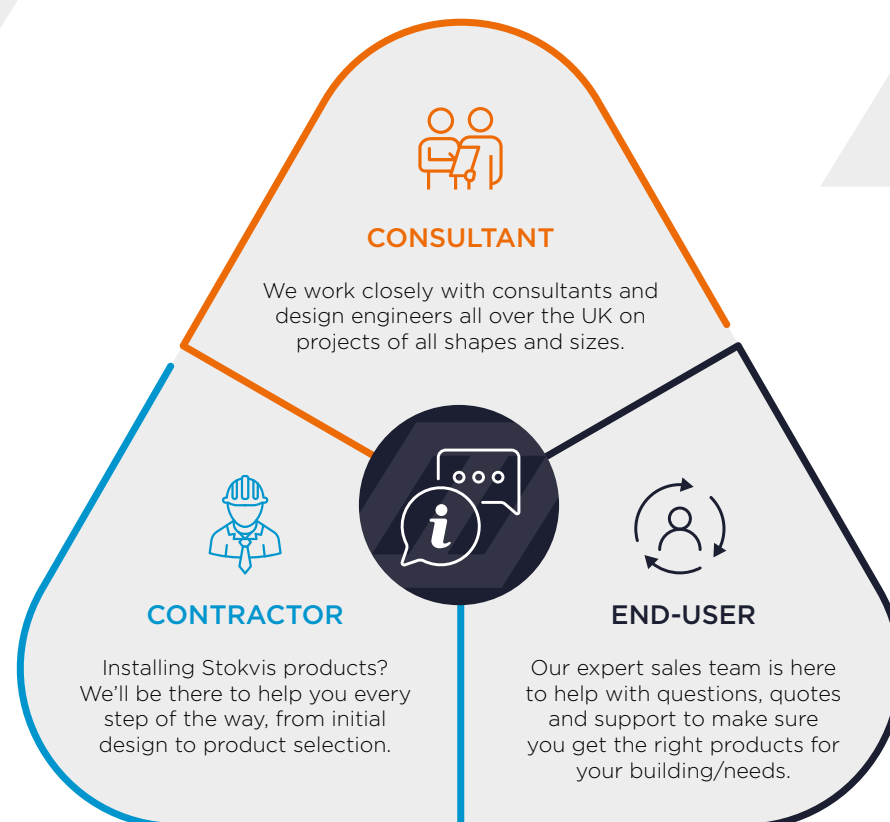 CONSULTANT
We work closely with consultants and
design engineers all over the UK on
projects of all shapes and sizes.
i
CONTRACTOR
Installing Stokvis products?
We’ll be there to help you every
step of the way, from initial
design to product selection.
END-USER
Our expert sales team is here
to help with questions, quotes
and support to make sure
you get the right products for
your building/needs.